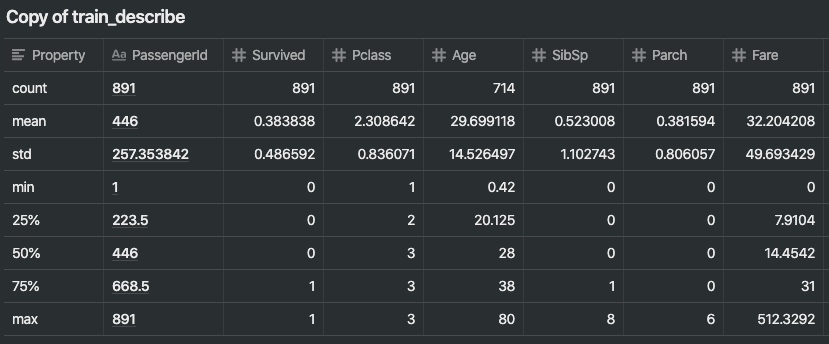 Copy of train_describe
Property Aa PassengerId # Survived # Pclass # Age # SibSp # Parch # Fare
count 891 891 891 714 891 891 891
mean 446 0.383838 2.308642 29.699118 0.523008 0.381594 32.204208
std 257.353842 0.486592 0.836071 14.526497 1.102743 0.806057 49.693429
min 1 0 1 0.42 0 0 0
25% 223.5 0 2 20.125 0 0 7.9104
50% 446 0 3 28 0 0 14.4542
75% 668.5 1 3 38 1 0 31
max 891 1 3 80 8 6 512.3292